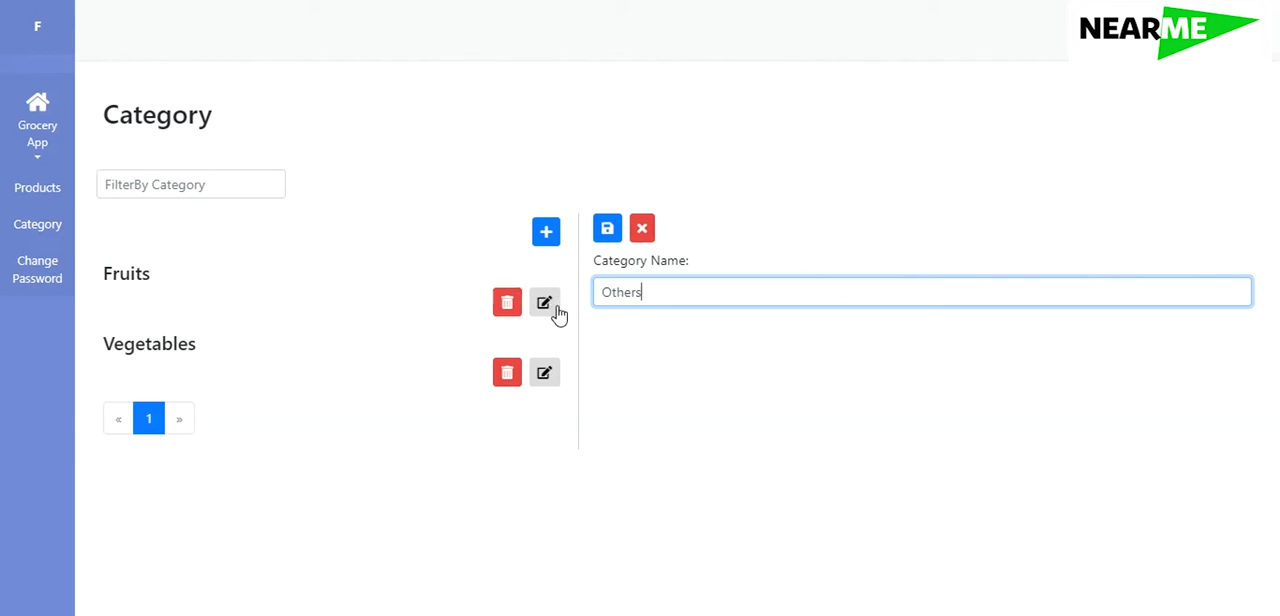 F
NEARME
Grocery
App
Products
Category
Change
Password
Category
FilterBy Category
Fruits
Vegetables
« 1 »
Category Name:
Others